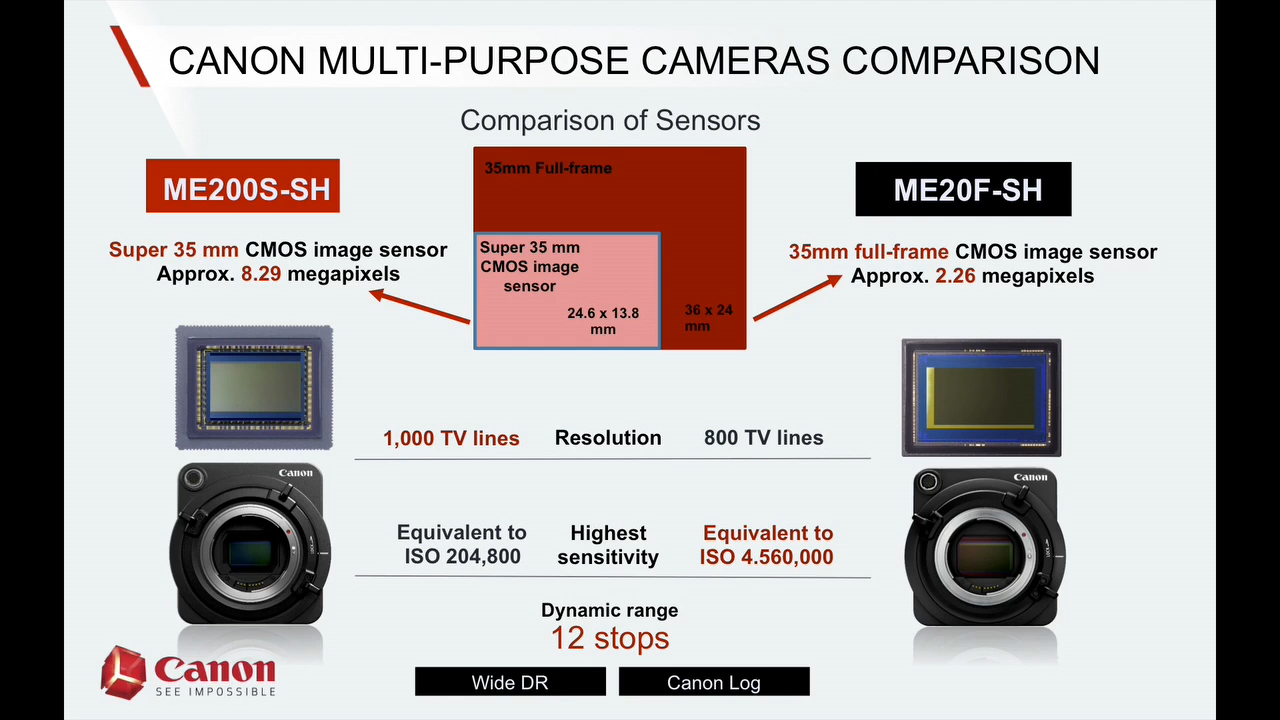 CANON MULTI-PURPOSE CAMERAS COMPARISON
Comparison of Sensors
ME200S-SH
Super 35 mm CMOS image sensor
Approx. 8.29 megapixels
35mm Full-frame
Super 35 mm
CMOS image
sensor
24.6 x 13.8
mm
36 x 24
mm
ME20F-SH
35mm full-frame CMOS image sensor
Approx. 2.26 megapixels
1,000 TV lines
Resolution
800 TV lines
Canon
Canon
Equivalent to
ISO 204,800
Highest
sensitivity
Equivalent to
ISO 4.560,000
Dynamic range
12 stops
Canon
SEE IMPOSSIBLE
Wide DR
Canon Log